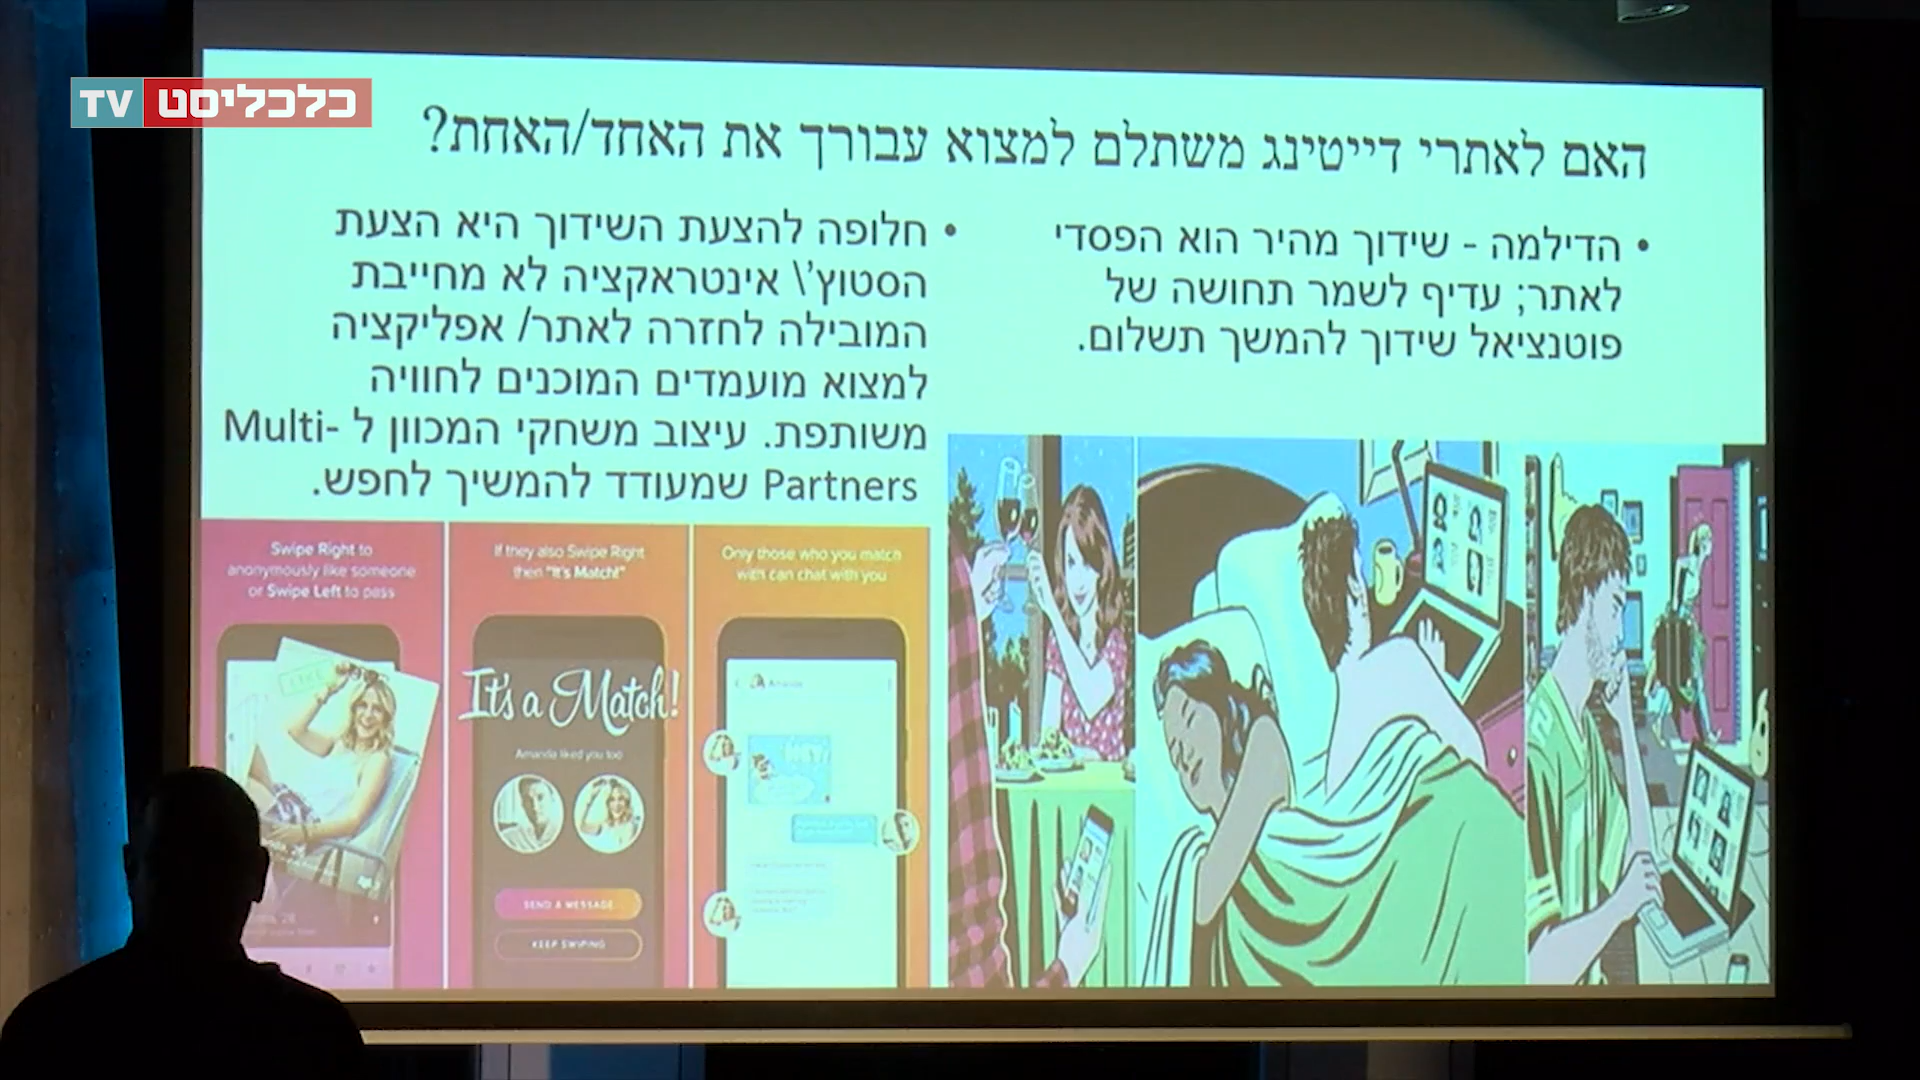 כלכליסט TV
האם לאתרי דייטינג משתלם למצוא עבורך את האחד/האחת?
• הדילמה - שידוך מהיר הוא הפסדי
לאתר; עדיף לשמר תחושה של
פוטנציאל שידוך להמשך תשלום.
• חלופה להצעת השידוך היא הצעת
הסטוץ'\ אינטראקציה לא מחייבת
המובילה לחזרה לאתר/ אפליקציה
למצוא מועמדים המוכנים לחוויה
משותפת. עיצוב משחקי המכוון ל Multi-
Partners שמעודד להמשיך לחפש.
Swipe Right to
anonymously like someone
or Swipe Left to pass
LIKE
If they also Swipe Right
then "It's Match!"
It's a Match!
Amanda liked you too
SEND A MESSAGE
KEEP SWIPING
Only those who you match
with can chat with you
Amanda
HEY!